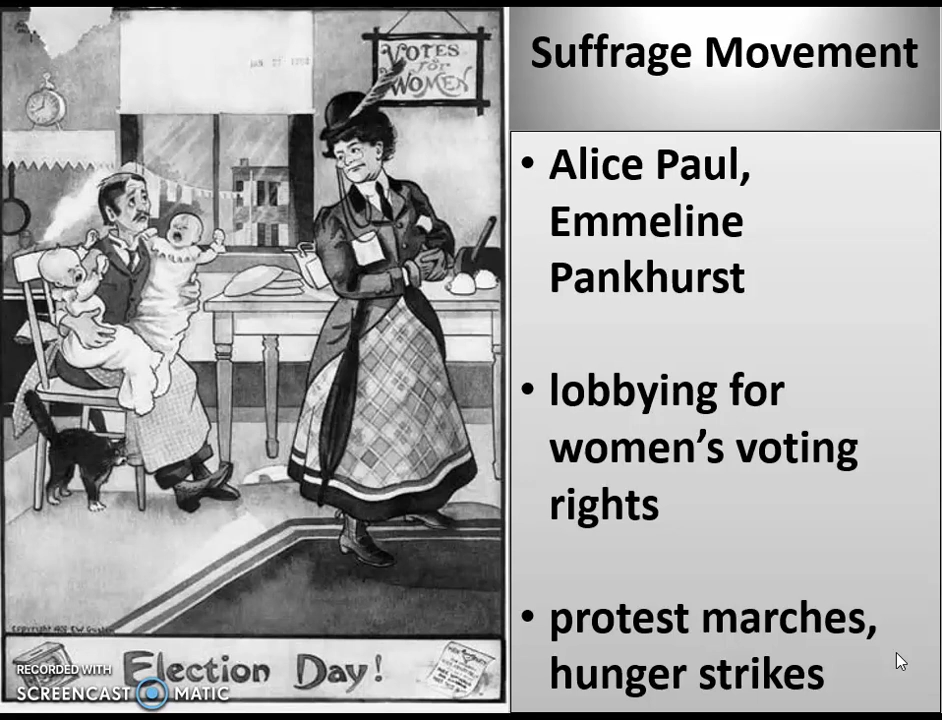 Suffrage Movement
VOTES
for
WOMEN
• Alice Paul,
Emmeline
Pankhurst
• lobbying for
women's voting
rights
• protest marches,
hunger strikes
Election Day!
RECORDED WITH
SCREENCAST MATIC